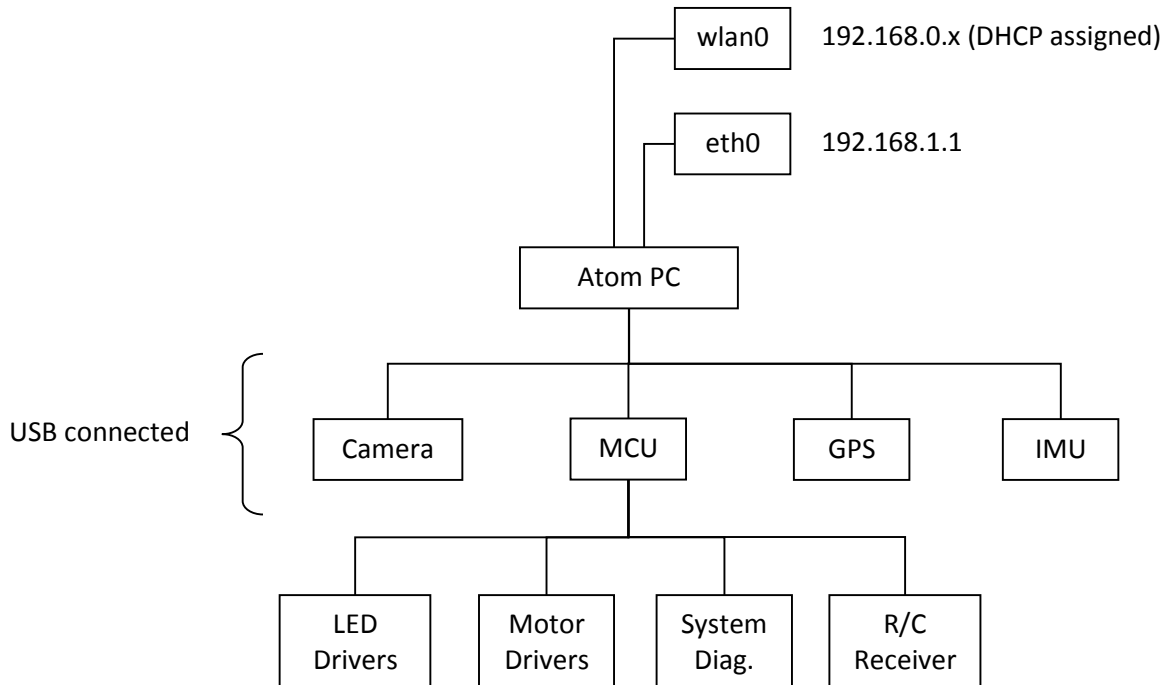 wlan0 192.168.0.x (DHCP assigned)
eth0 192.168.1.1
Atom PC
USB connected
Camera MCU GPS IMU
LED Motor System R/C
Drivers Drivers Diag. Receiver